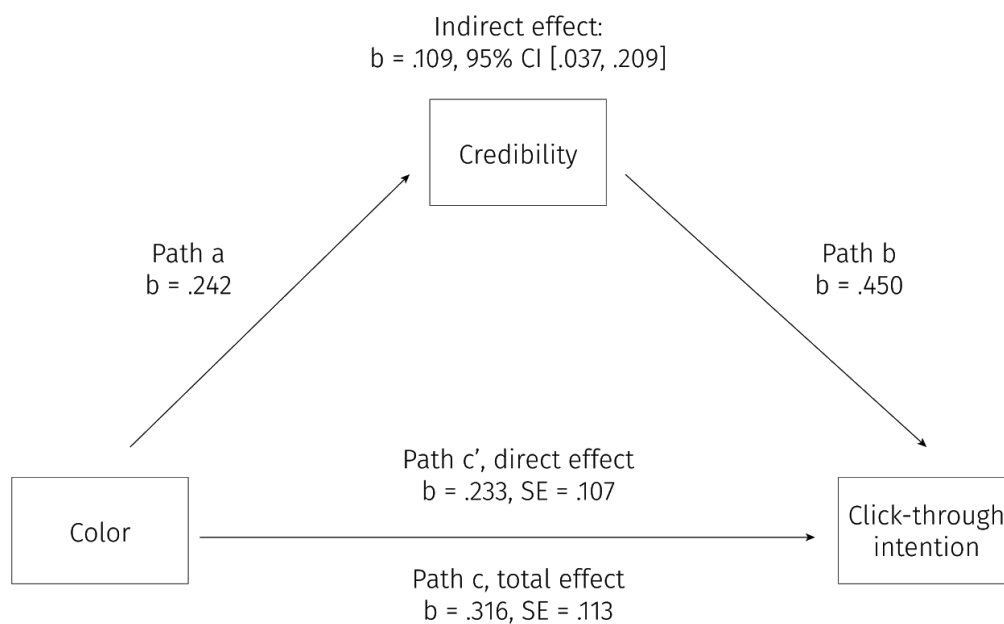 Indirect effect:
b = .109, 95% CI [.037, .209]
Credibility
Path a
b = .242
Path b
b = .450
Path c’, direct effect
b = .233, SE = .107
Color
Click-through
intention
Path c, total effect
b = .316, SE = .113